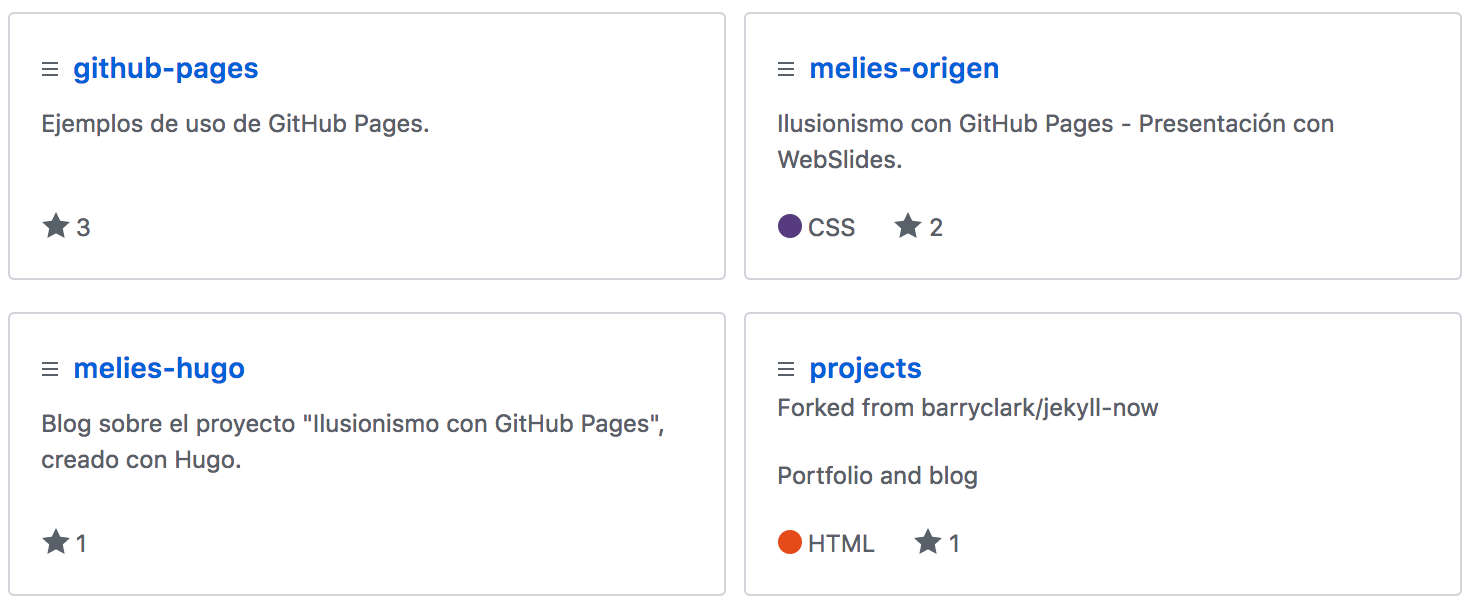 github-pages
Ejemplos de uso de GitHub Pages.
3
melies-origen
Ilusionismo con GitHub Pages - Presentación con
WebSlides.
CSS 2
melies-hugo
Blog sobre el proyecto "Ilusionismo con GitHub Pages",
creado con Hugo.
1
projects
Forked from barryclark/jekyll-now
Portfolio and blog
HTML 1